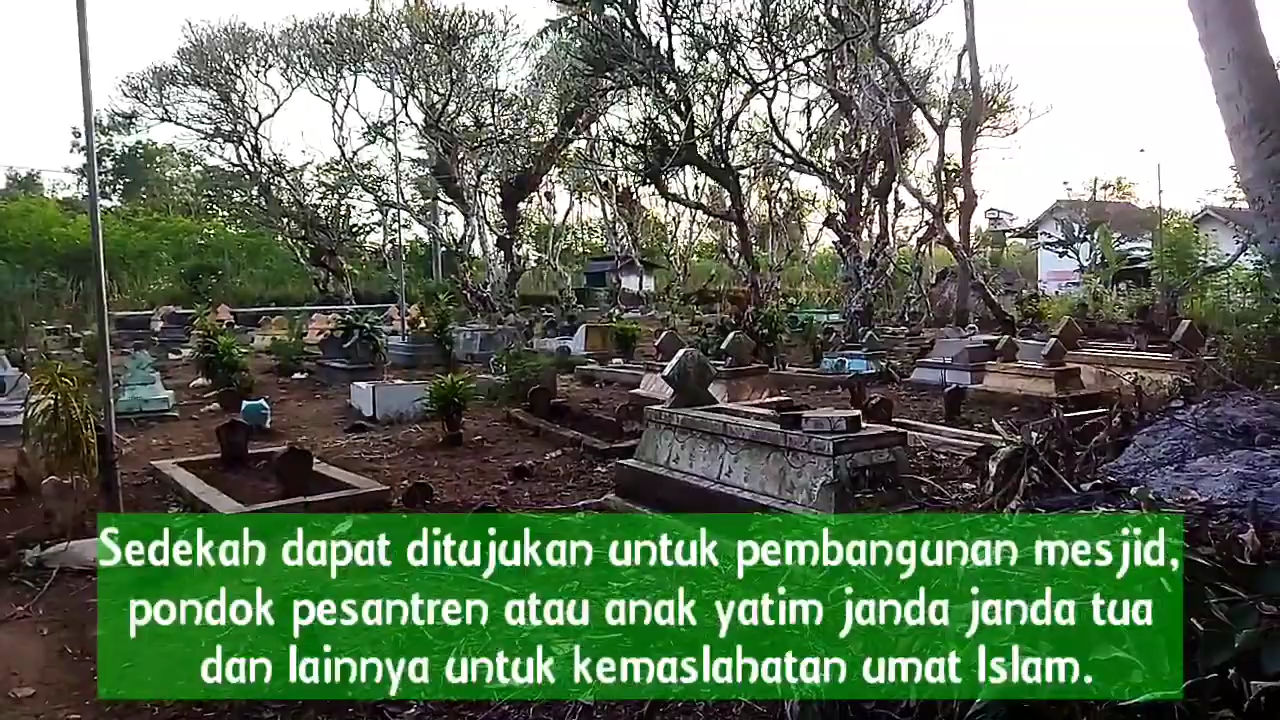 Sedekah dapat ditujukan untuk pembangunan mesjid,
pondok pesantren atau anak yatim janda janda tua
dan lainnya untuk kemaslahatan umat Islam.